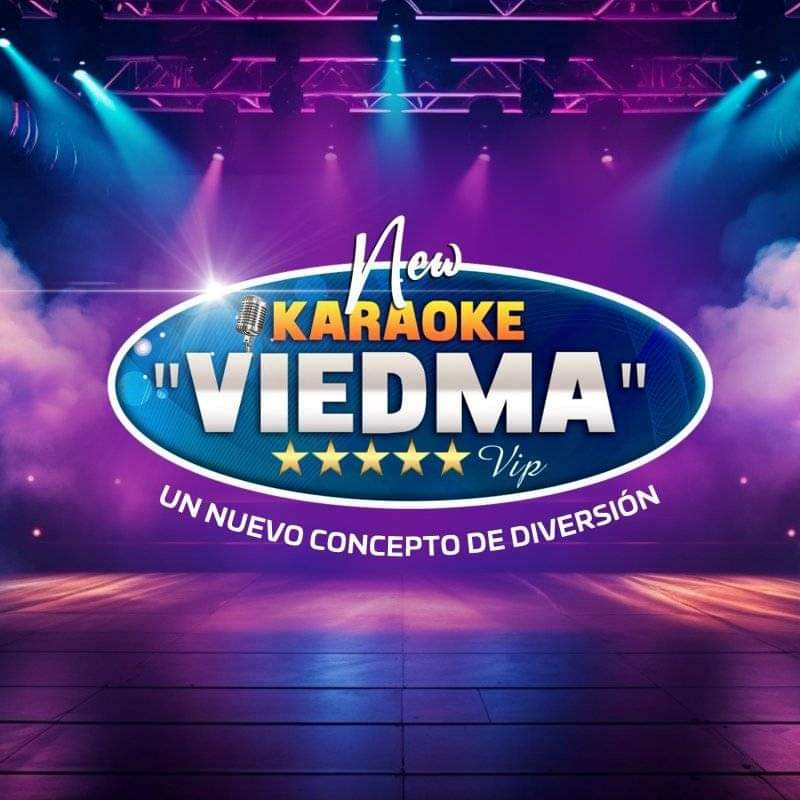 New
KARAOKE
"VIEDMA"
Vip
UN NUEVO CONCEPTO DE DIVERSIÓN